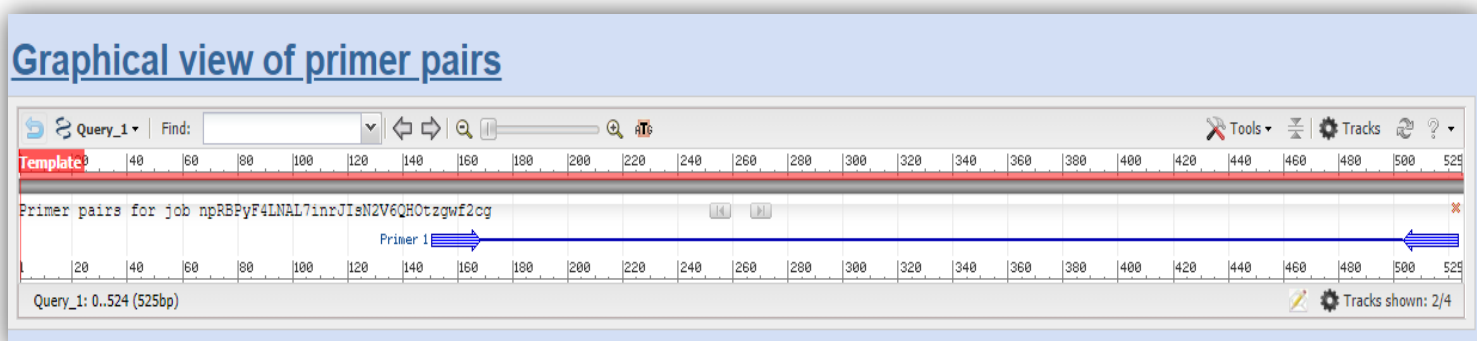 Graphical view of primer pairs
Query_1 Find: ATG Tools Tracks ?
Template 20 40 60 80 100 120 140 160 180 200 220 240 260 280 300 320 340 360 380 400 420 440 460 480 500 525
Primer pairs for job npRBPyF4LNAL7inrJIsN2V6QHOtzgwf2cg
Primer 1
1 20 40 60 80 100 120 140 160 180 200 220 240 260 280 300 320 340 360 380 400 420 440 460 480 500 525
Query_1: 0..524 (525bp) Tracks shown: 2/4